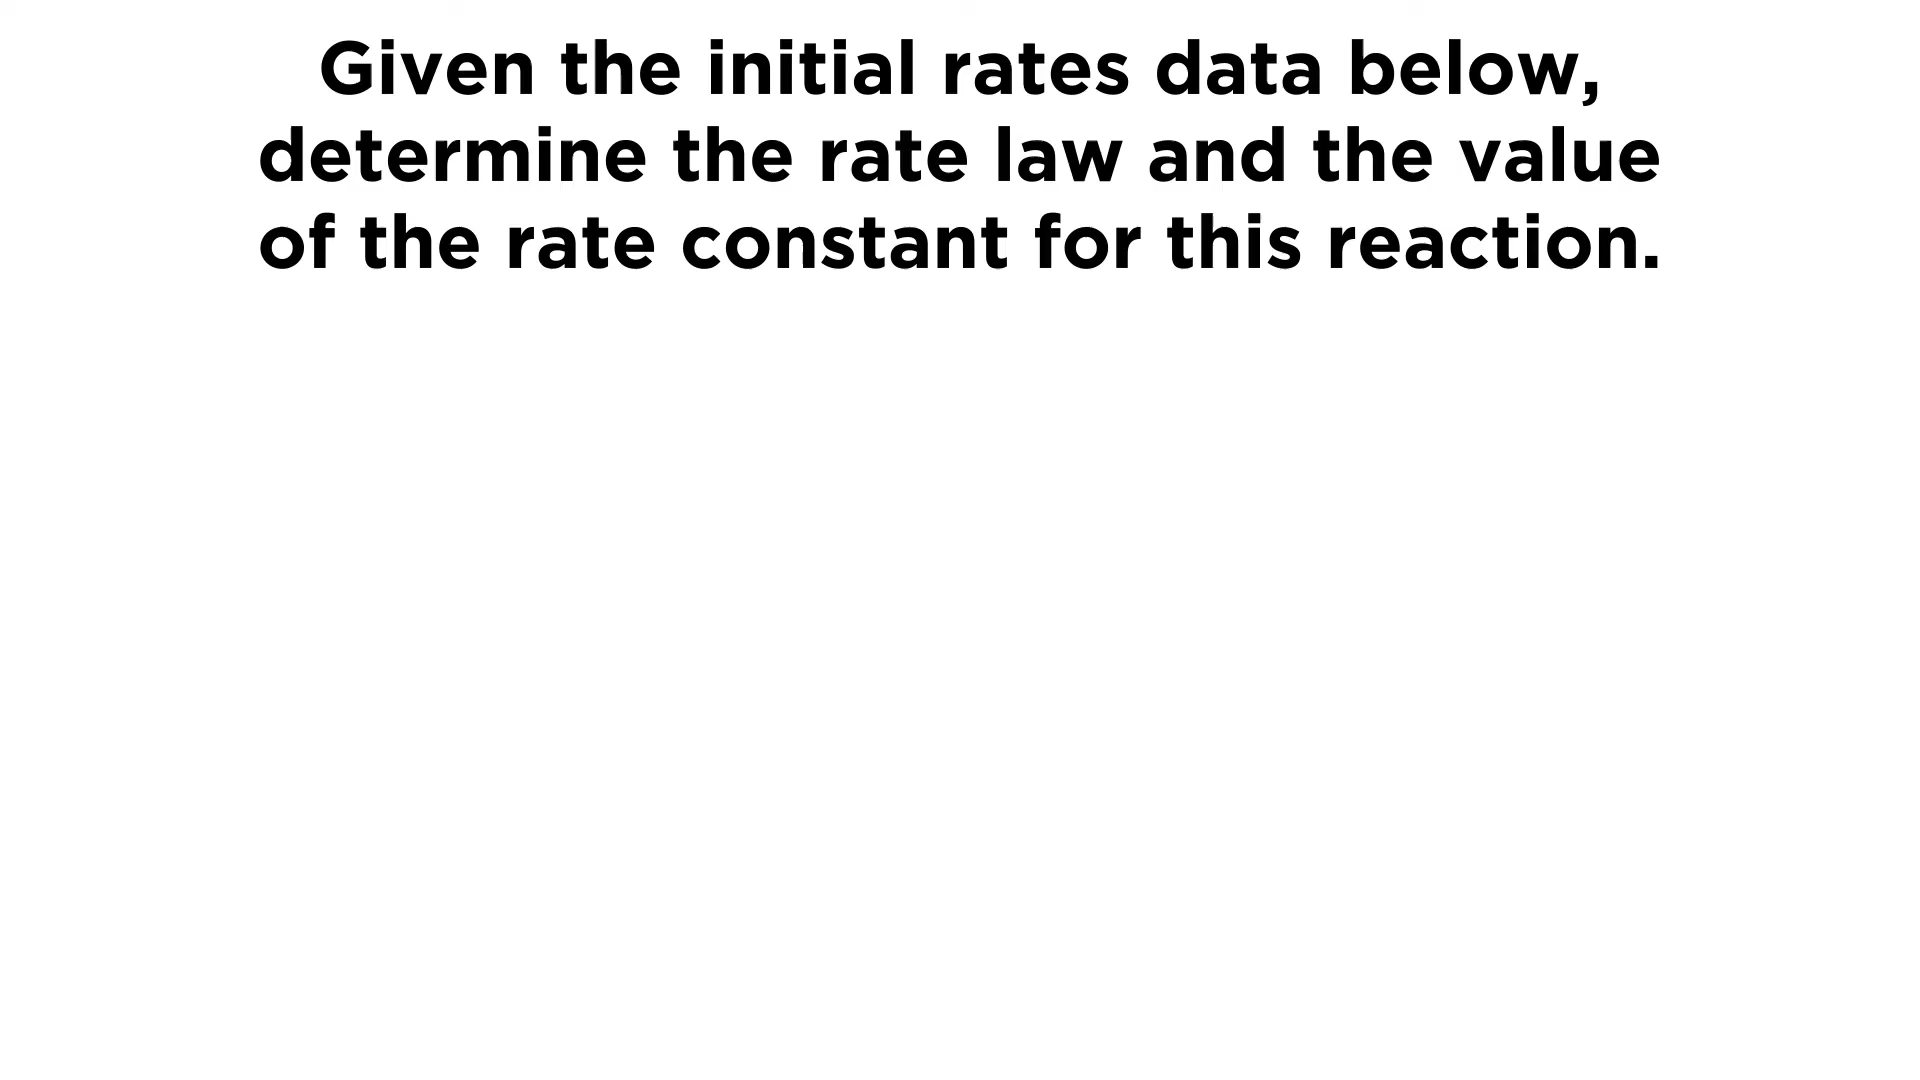 Given the initial rates data below,
determine the rate law and the value
of the rate constant for this reaction.